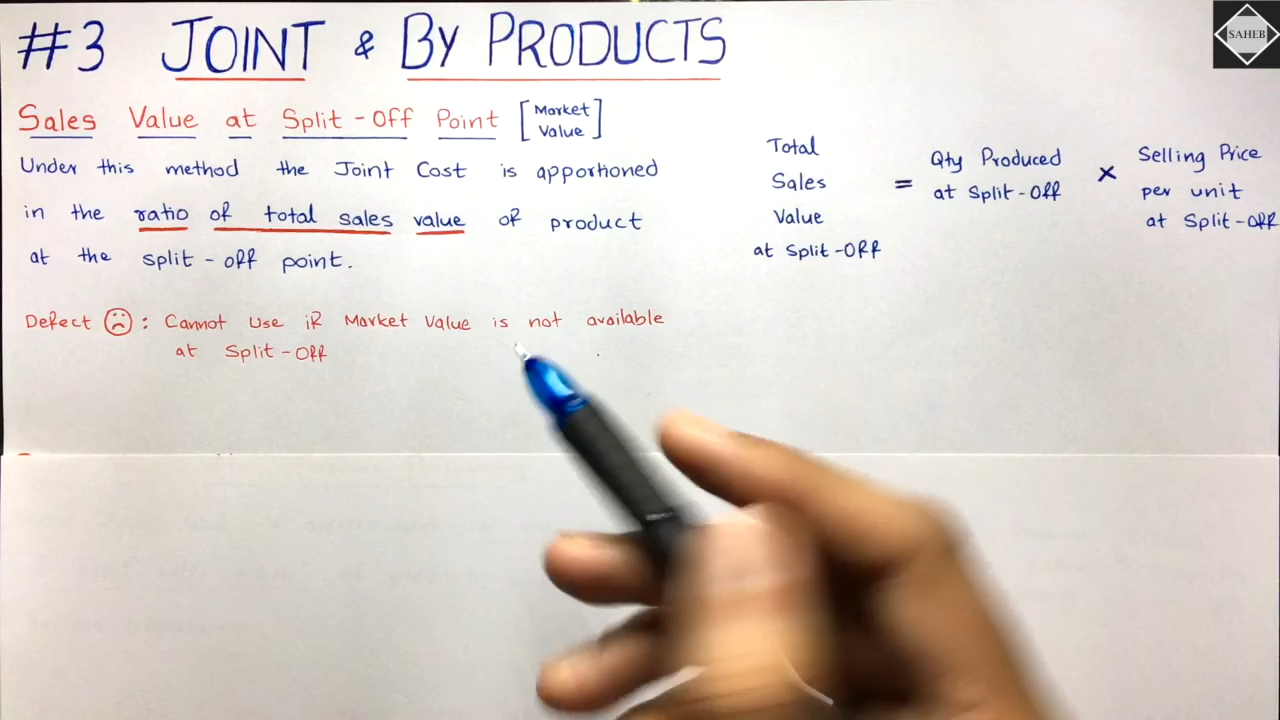 #3 JOINT & BY PRODUCTS
SAHEB
Sales Value at Split-Off Point [Market Value]
Under this method the Joint Cost is apportioned
in the ratio of total sales value of product
at the split-off point.
Defect ☹: Cannot Use if Market Value is not available
at Split-Off
Total
Sales
Value
at Split-Off
=
Qty Produced
at Split-Off
×
Selling Price
per unit
at Split-Off